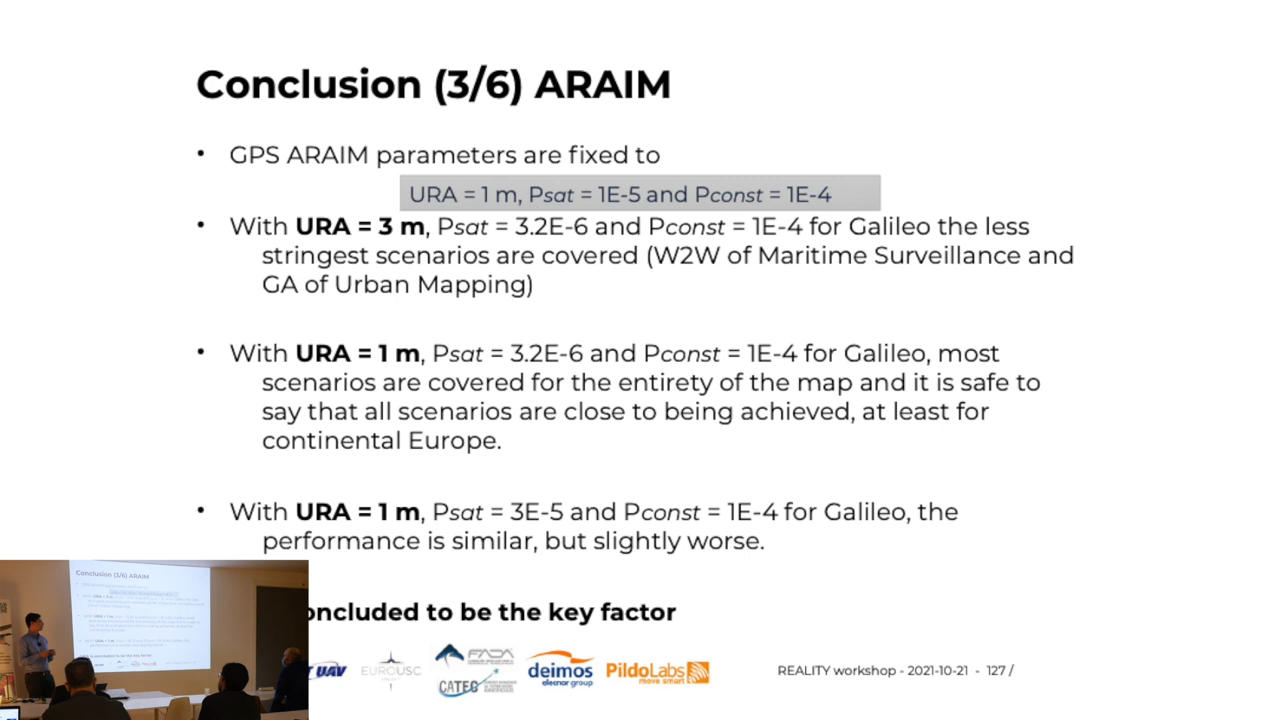 Conclusion (3/6) ARAIM
• GPS ARAIM parameters are fixed to
URA = 1 m, Psat = 1E-5 and Pconst = 1E-4
• With URA = 3 m, Psat = 3.2E-6 and Pconst = 1E-4 for Galileo the less
stringest scenarios are covered (W2W of Maritime Surveillance and
GA of Urban Mapping)
• With URA = 1 m, Psat = 3.2E-6 and Pconst = 1E-4 for Galileo, most
scenarios are covered for the entirety of the map and it is safe to
say that all scenarios are close to being achieved, at least for
continental Europe.
• With URA = 1 m, Psat = 3E-5 and Pconst = 1E-4 for Galileo, the
performance is similar, but slightly worse.
oncluded to be the key factor
Conclusion (3/6) ARAIM
UAV
EUROUSC
FADA
CATEC
deimos
elecnor group
PildoLabs
move smart
REALITY workshop - 2021-10-21 - 127 /